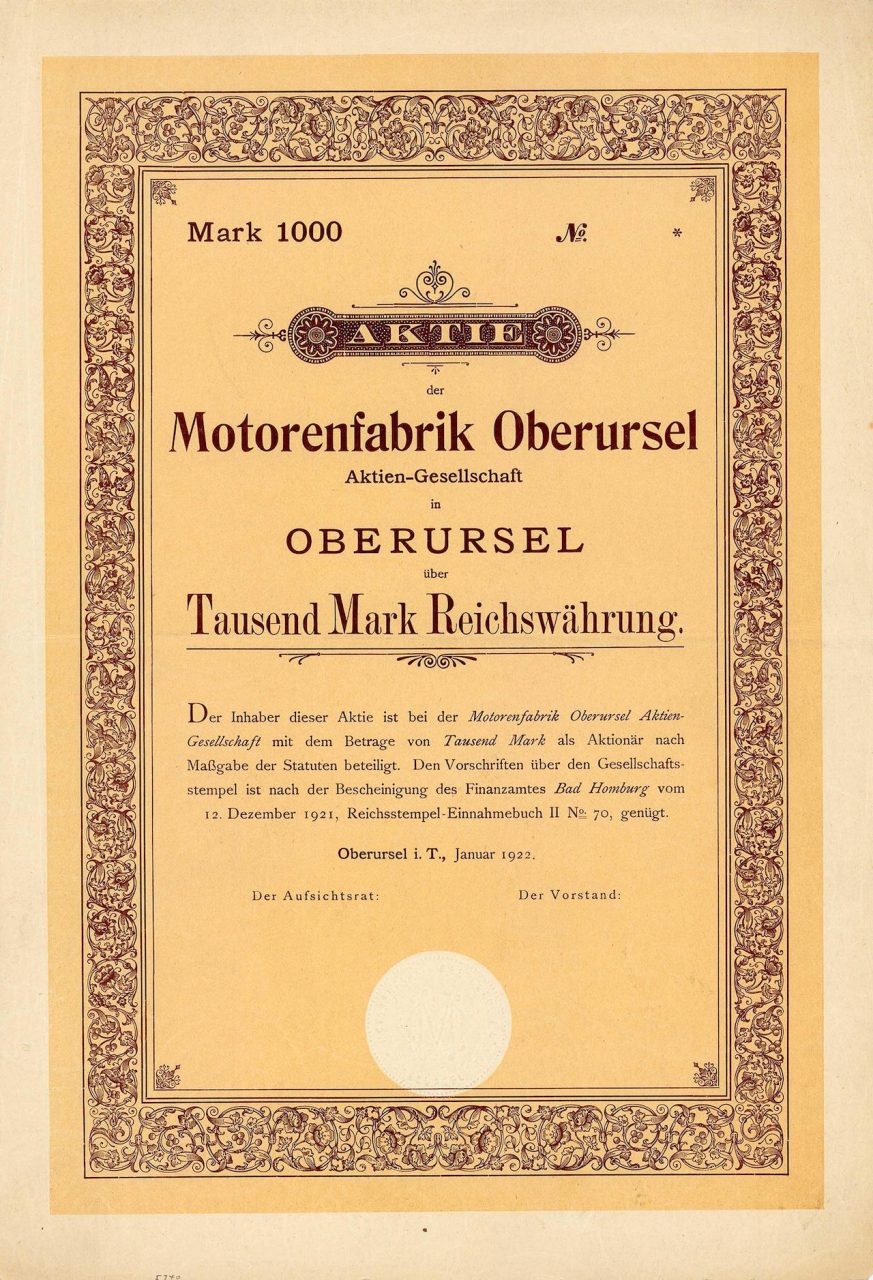 Mark 1000 № *
AKTIE
der
Motorenfabrik Oberursel
Aktien-Gesellschaft
in
OBERURSEL
über
Tausend Mark Reichswährung.
Der Inhaber dieser Aktie ist bei der Motorenfabrik Oberursel Aktien-
Gesellschaft mit dem Betrage von Tausend Mark als Aktionär nach
Maßgabe der Statuten beteiligt. Den Vorschriften über den Gesellschafts-
stempel ist nach der Bescheinigung des Finanzamtes Bad Homburg vom
12. Dezember 1921, Reichsstempel-Einnahmebuch II No. 70, genügt.
Oberursel i. T., Januar 1922.
Der Aufsichtsrat: Der Vorstand: